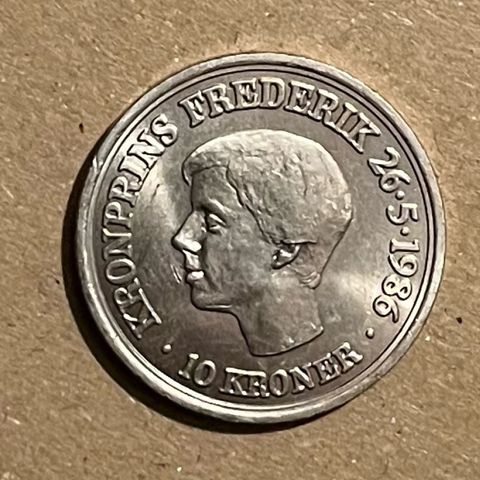 KRONPRINS FREDERIK 26·5·1986
· 10 KRONER ·